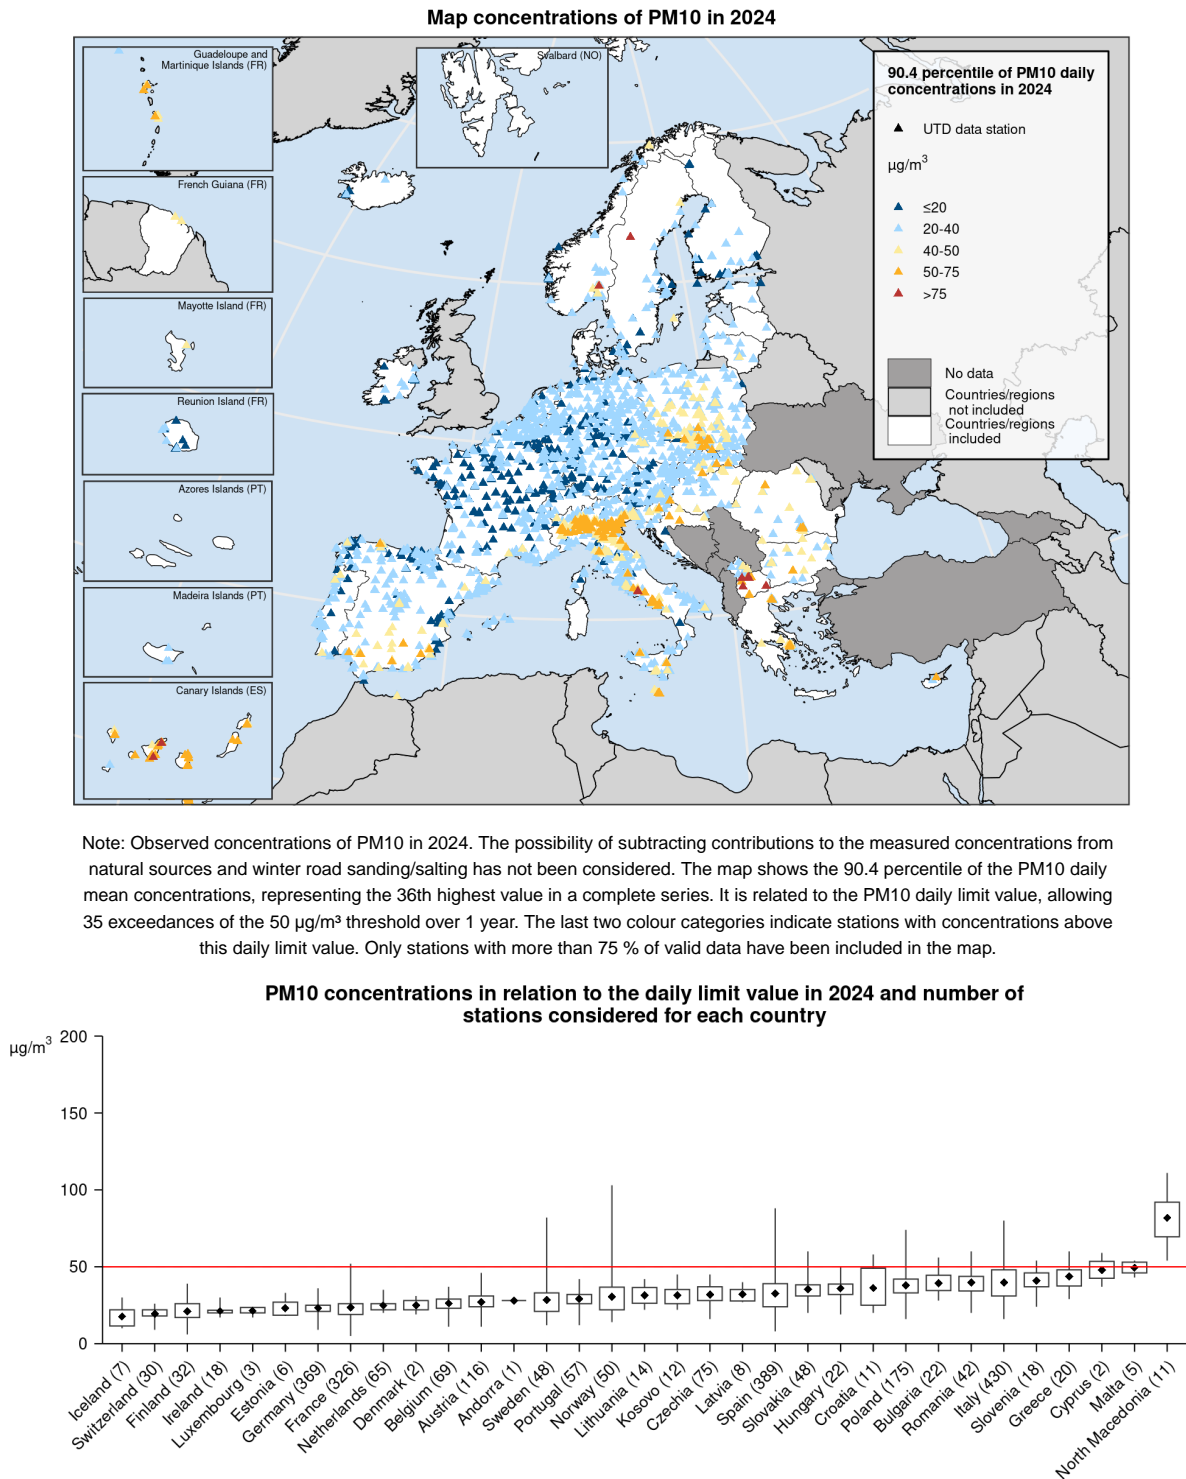 Map concentrations of PM10 in 2024
Guadeloupe and
Martinique Islands (FR)
Svalbard (NO)
French Guiana (FR)
Mayotte Island (FR)
Reunion Island (FR)
Azores Islands (PT)
Madeira Islands (PT)
Canary Islands (ES)
90.4 percentile of PM10 daily
concentrations in 2024
UTD data station
µg/m³
≤20
20-40
40-50
50-75
>75
No data
Countries/regions
not included
Countries/regions
included
Note: Observed concentrations of PM10 in 2024. The possibility of subtracting contributions to the measured concentrations from
natural sources and winter road sanding/salting has not been considered. The map shows the 90.4 percentile of the PM10 daily
mean concentrations, representing the 36th highest value in a complete series. It is related to the PM10 daily limit value, allowing
35 exceedances of the 50 µg/m³ threshold over 1 year. The last two colour categories indicate stations with concentrations above
this daily limit value. Only stations with more than 75 % of valid data have been included in the map.
PM10 concentrations in relation to the daily limit value in 2024 and number of
stations considered for each country
µg/m³
200
150
100
50
0
Iceland (7)
Switzerland (30)
Finland (32)
Ireland (18)
Luxembourg (3)
Estonia (6)
Germany (369)
France (326)
Netherlands (65)
Denmark (2)
Belgium (69)
Austria (116)
Andorra (1)
Sweden (48)
Portugal (57)
Norway (50)
Lithuania (14)
Kosovo (12)
Czechia (75)
Latvia (8)
Spain (389)
Slovakia (48)
Hungary (22)
Croatia (11)
Poland (175)
Bulgaria (22)
Romania (42)
Italy (430)
Slovenia (18)
Greece (20)
Cyprus (2)
Malta (5)
North Macedonia (11)